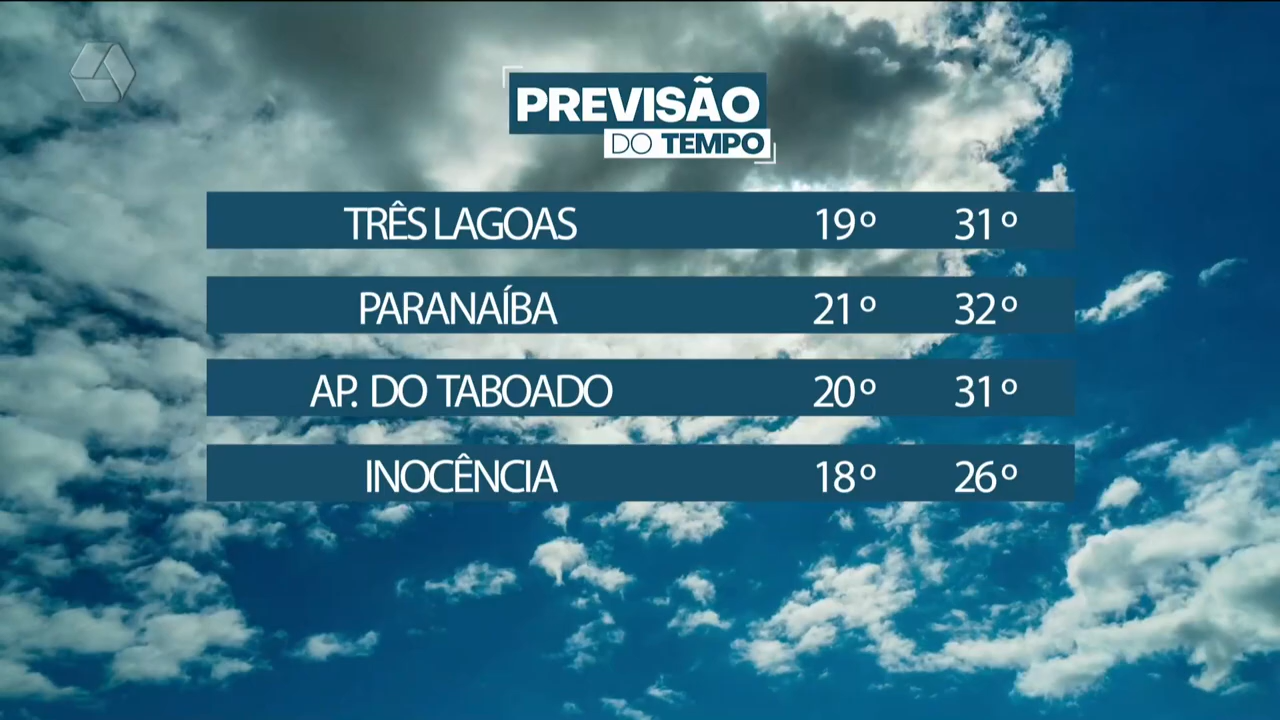 PREVISÃO
DO TEMPO
TRÊS LAGOAS 19º 31º
PARANAÍBA 21º 32º
AP. DO TABOADO 20º 31º
INOCÊNCIA 18º 26º